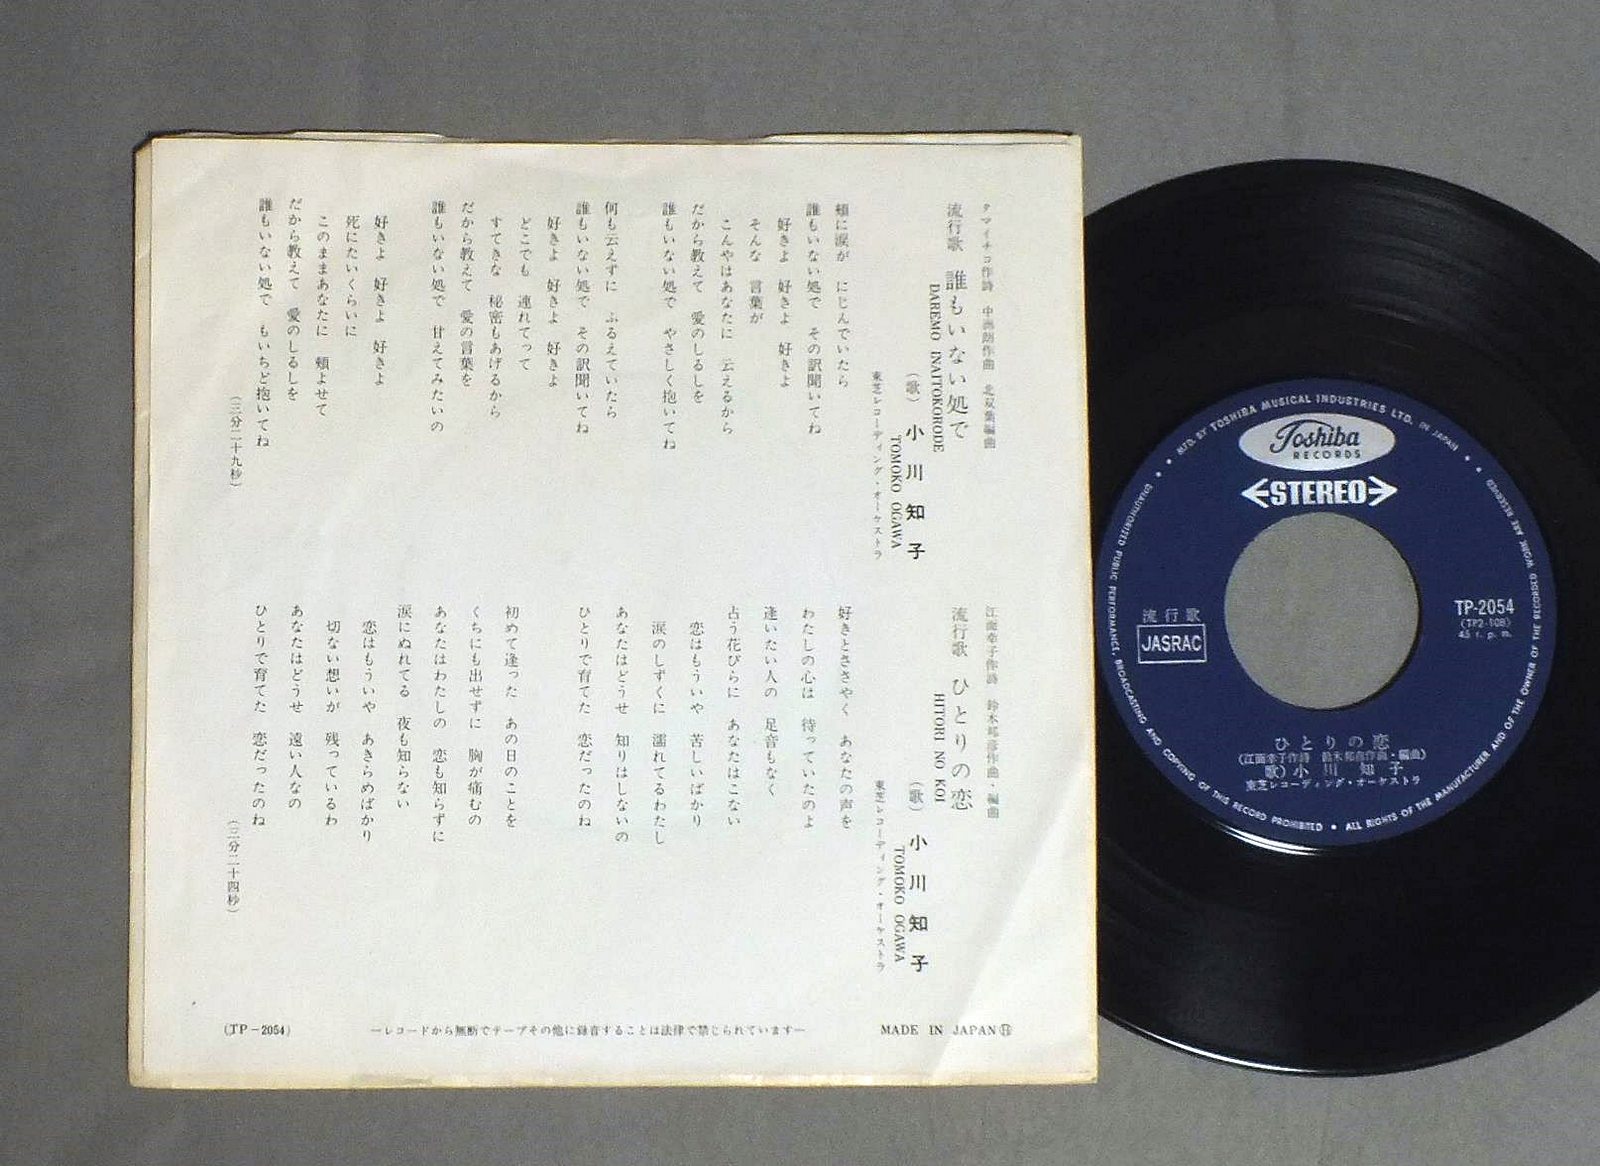 タマイチコ作詩 中洲朗作曲 北双葉編曲
流行歌 誰もいない処で
DAREMO INAITOKORODE
(歌) 小川知子
TOMOKO OGAWA
東芝レコーディング・オーケストラ
頬に涙が にじんでいたら
誰もいない処で その訳聞いてね
好きよ 好きよ 好きよ
そんな 言葉が
こんやはあなたに 云えるから
だから教えて 愛のしるしを
誰もいない処で やさしく抱いてね
何も云えずに ふるえていたら
誰もいない処で その訳聞いてね
好きよ 好きよ 好きよ
どこでも 連れてって
すてきな 秘密もあげるから
だから教えて 愛の言葉を
誰もいない処で 甘えてみたいの
好きよ 好きよ 好きよ
死にたいくらいに
このままあなたに 頬よせて
だから教えて 愛のしるしを
誰もいない処で もいちど抱いてね
(三分二十九秒)
江面幸子作詩 鈴木邦彦作曲・編曲
流行歌 ひとりの恋
HITORI NO KOI
(歌) 小川知子
TOMOKO OGAWA
東芝レコーディング・オーケストラ
好きとささやく あなたの声を
わたしの心は 待っていたのよ
逢いたい人の 足音もなく
占う花びらに あなたはこない
恋はもういや 苦しいばかり
涙のしずくに 濡れてるわたし
あなたはどうせ 知りはしないの
ひとりで育てた 恋だったのね
初めて逢った あの日のことを
くちにも出せずに 胸が痛むの
あなたはわたしの 恋も知らずに
涙にぬれてる 夜も知らない
恋はもういや あきらめばかり
切ない想いが 残っているわ
あなたはどうせ 遠い人なの
ひとりで育てた 恋だったのね
(三分二十四秒)
(TP-2054)
—レコードから無断でテープその他に録音することは法律で禁じられています—
MADE IN JAPAN
MFD. BY TOSHIBA MUSICAL INDUSTRIES LTD. IN JAPAN
Toshiba
RECORDS
STEREO
流行歌
JASRAC
TP-2054
(TP2-108)
45 r.p.m.
ひとりの恋
(江面幸子作詩 鈴木邦彦作曲・編曲)
歌)小川知子
東芝レコーディング・オーケストラ
ALL RIGHTS OF THE MANUFACTURER AND OF THE OWNER OF THE RECORDED WORK ARE RESERVED
UNAUTHORIZED PUBLIC PERFORMANCE, BROADCASTING AND COPYING OF THIS RECORD PROHIBITED